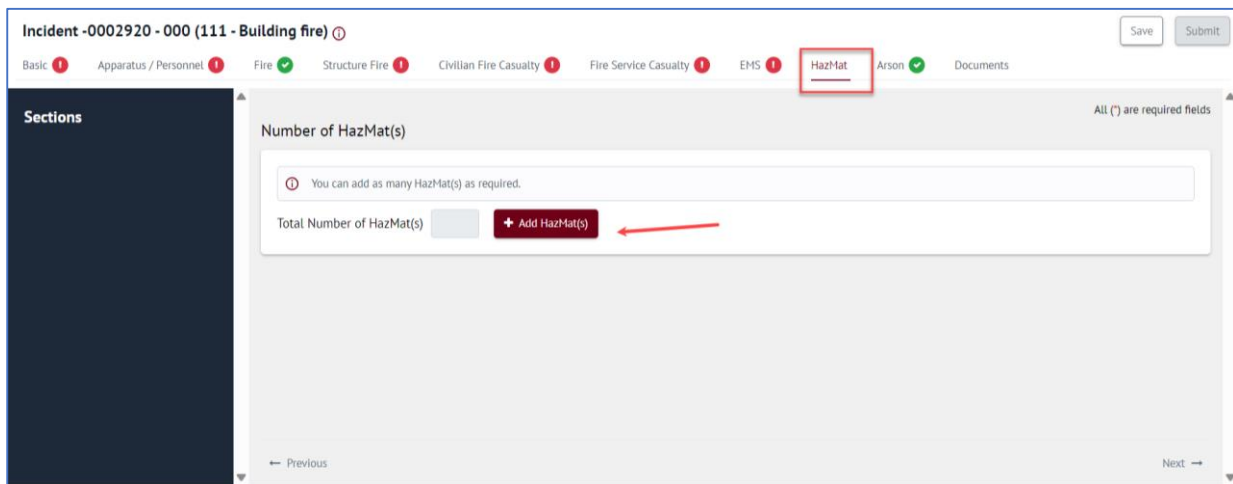 Incident -0002920 - 000 (111 - Building fire)
Save
Submit
Basic
Apparatus / Personnel
Fire
Structure Fire
Civilian Fire Casualty
Fire Service Casualty
EMS
HazMat
Arson
Documents
Sections
All (*) are required fields
Number of HazMat(s)
You can add as many HazMat(s) as required.
Total Number of HazMat(s)
+ Add HazMat(s)
← Previous
Next →